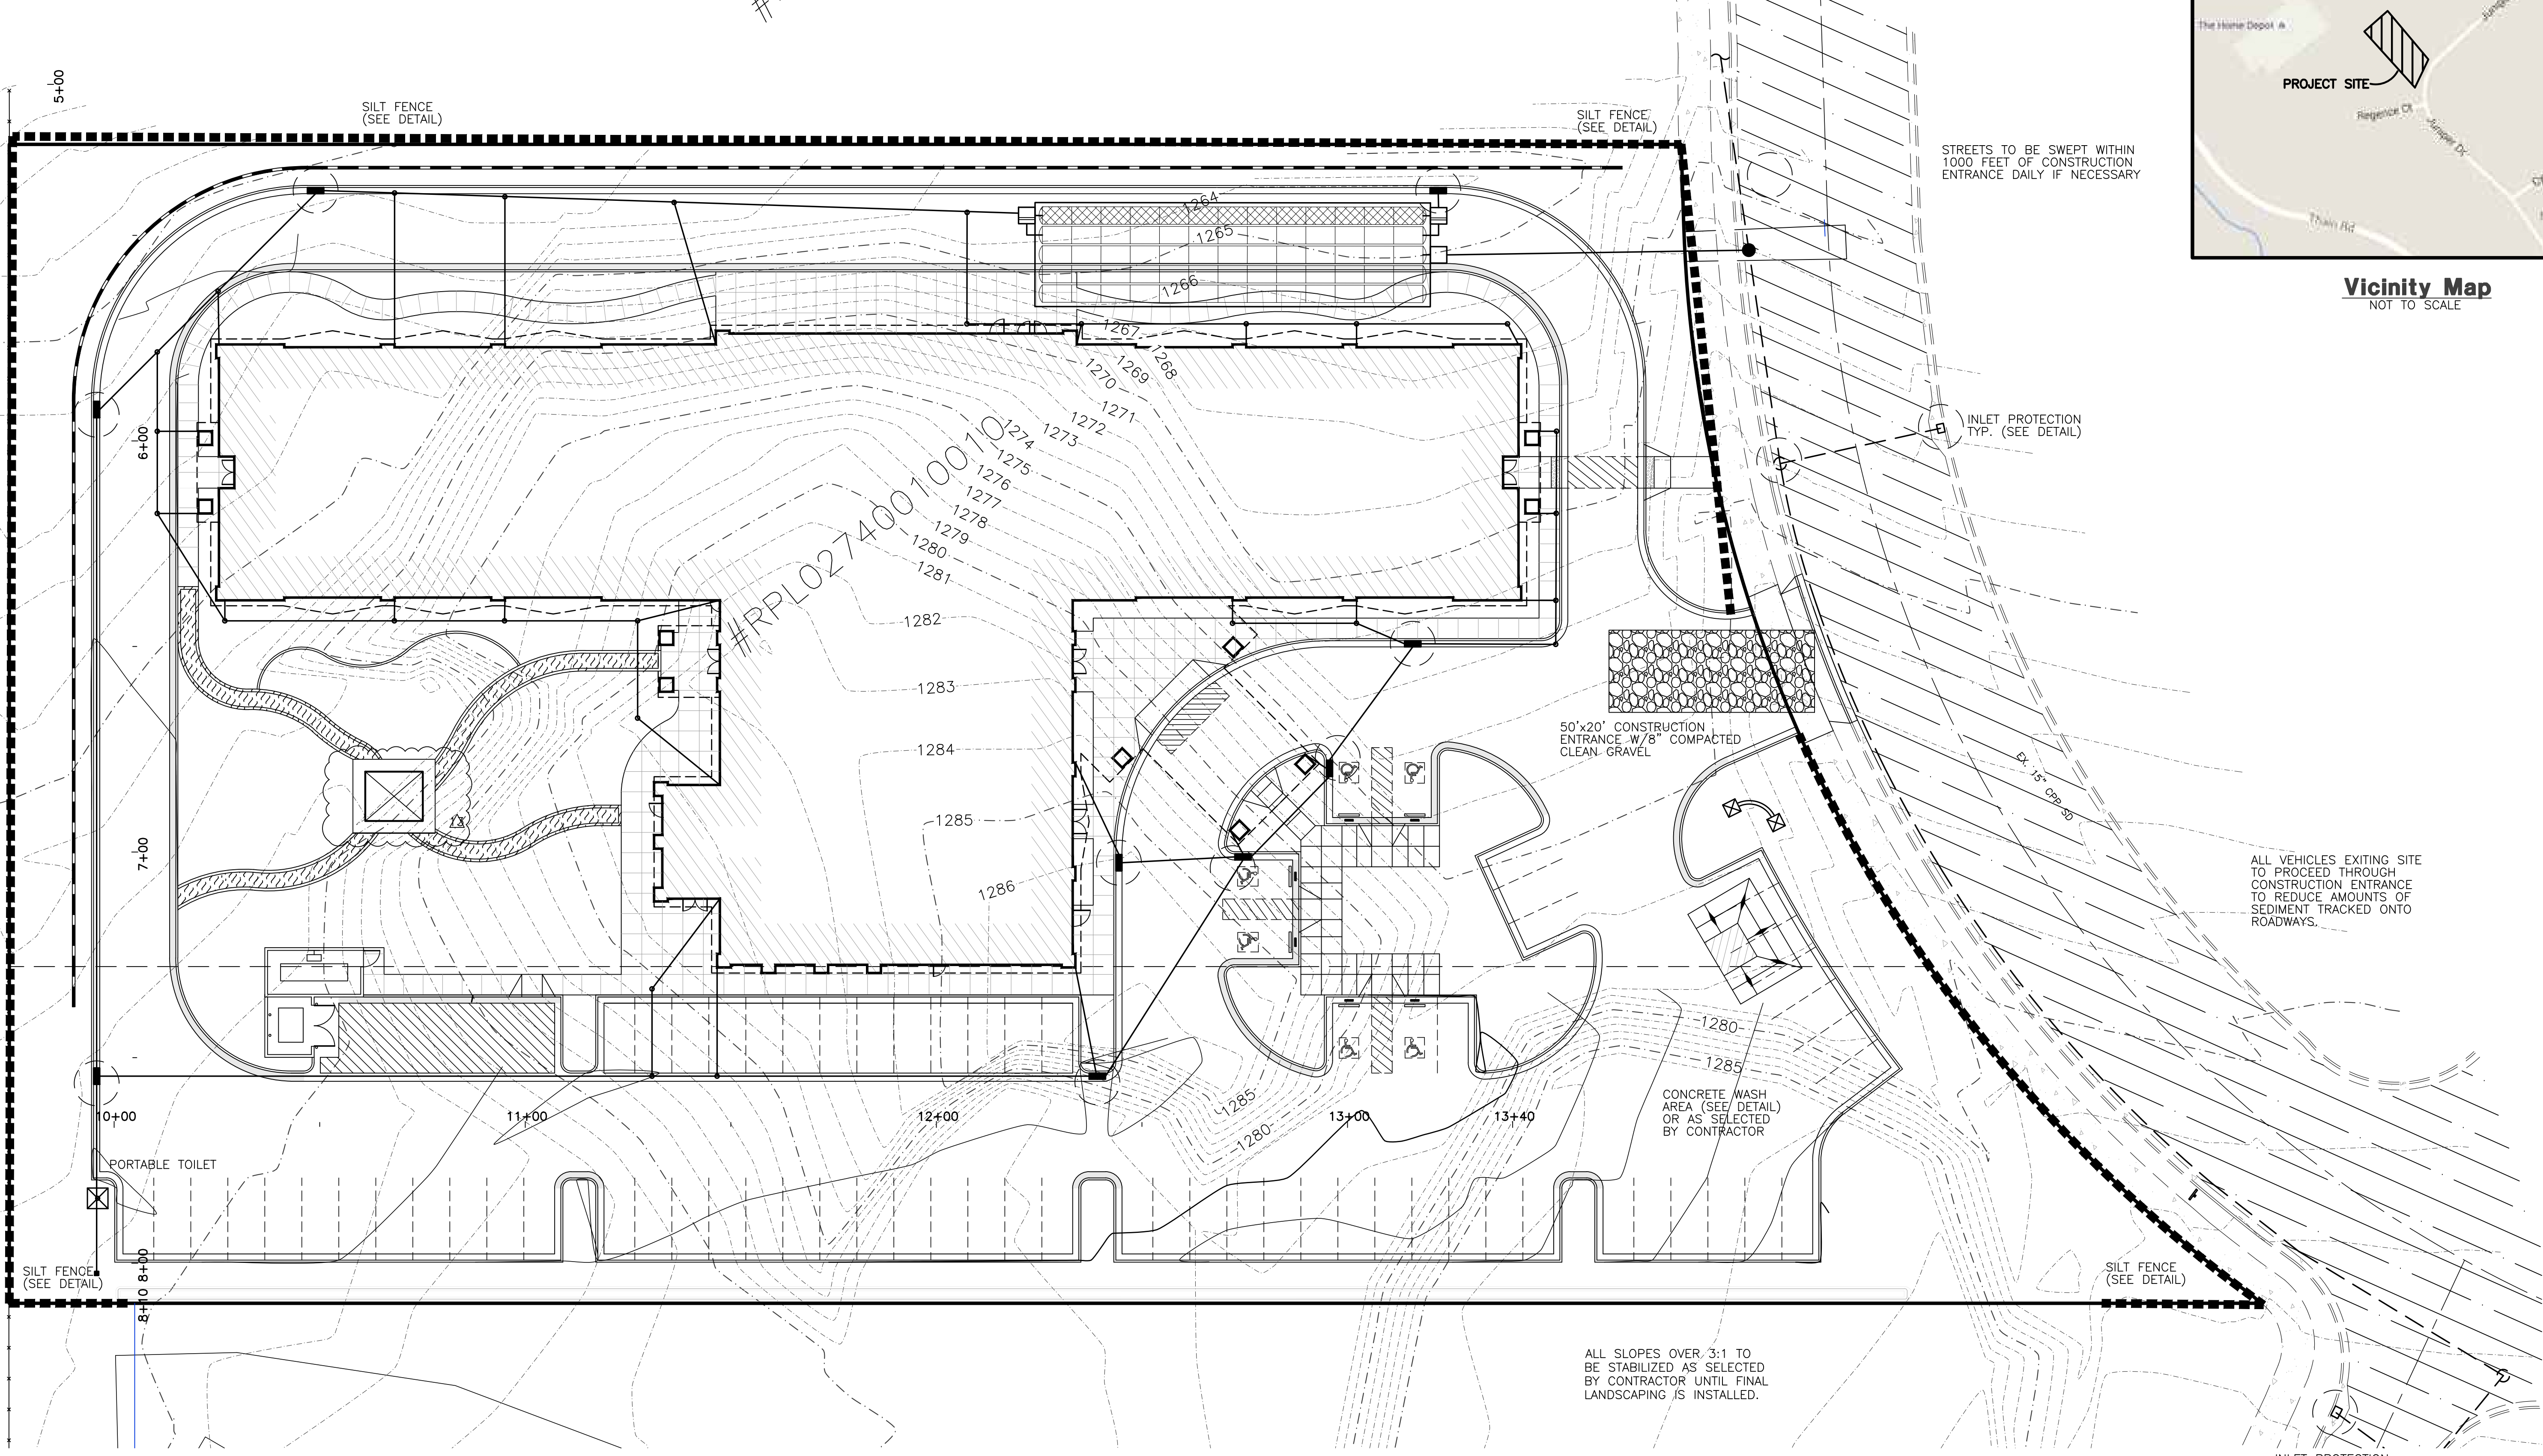 5+00
SILT FENCE
(SEE DETAIL)
SILT FENCE
(SEE DETAIL)
STREETS TO BE SWEPT WITHIN
1000 FEET OF CONSTRUCTION
ENTRANCE DAILY IF NECESSARY
The Home Depot
PROJECT SITE
Regence Ct
Juniper Dr
Thain Rd
Vicinity Map
NOT TO SCALE
1264
1265
1266
1267
1268
1269
1270
1271
1272
1273
1274
1275
1276
1277
1278
1279
1280
1281
1282
1283
1284
1285
1286
#RPL02740010010
6+00
INLET PROTECTION
TYP. (SEE DETAIL)
50'x20' CONSTRUCTION
ENTRANCE W/8" COMPACTED
CLEAN GRAVEL
EX. 15" CPP SD
7+00
13
ALL VEHICLES EXITING SITE
TO PROCEED THROUGH
CONSTRUCTION ENTRANCE
TO REDUCE AMOUNTS OF
SEDIMENT TRACKED ONTO
ROADWAYS.
1280
1285
1285
1280
CONCRETE WASH
AREA (SEE DETAIL)
OR AS SELECTED
BY CONTRACTOR
10+00
11+00
12+00
13+00
13+40
PORTABLE TOILET
SILT FENCE
(SEE DETAIL)
8+00
8+10
SILT FENCE
(SEE DETAIL)
ALL SLOPES OVER 3:1 TO
BE STABILIZED AS SELECTED
BY CONTRACTOR UNTIL FINAL
LANDSCAPING IS INSTALLED.
INLET PROTECTION